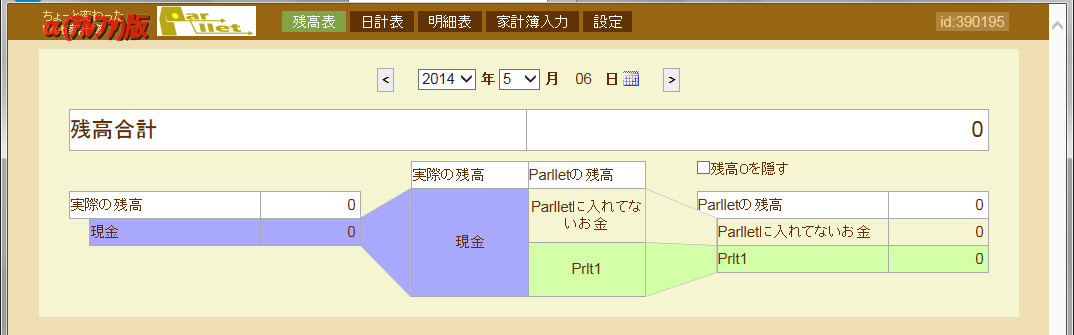 ちょーと変わった
α(アルファ)版
Parllet
残高表 日計表 明細表 家計簿入力 設定
id:390195
< 2014 年 5 月 06 日 >
残高合計 0
実際の残高 Parlletの残高
残高0を隠す
実際の残高 0
現金 0
現金
Parlletに入れてな
いお金
Prlt1
Parlletの残高 0
Parlletに入れてないお金 0
Prlt1 0